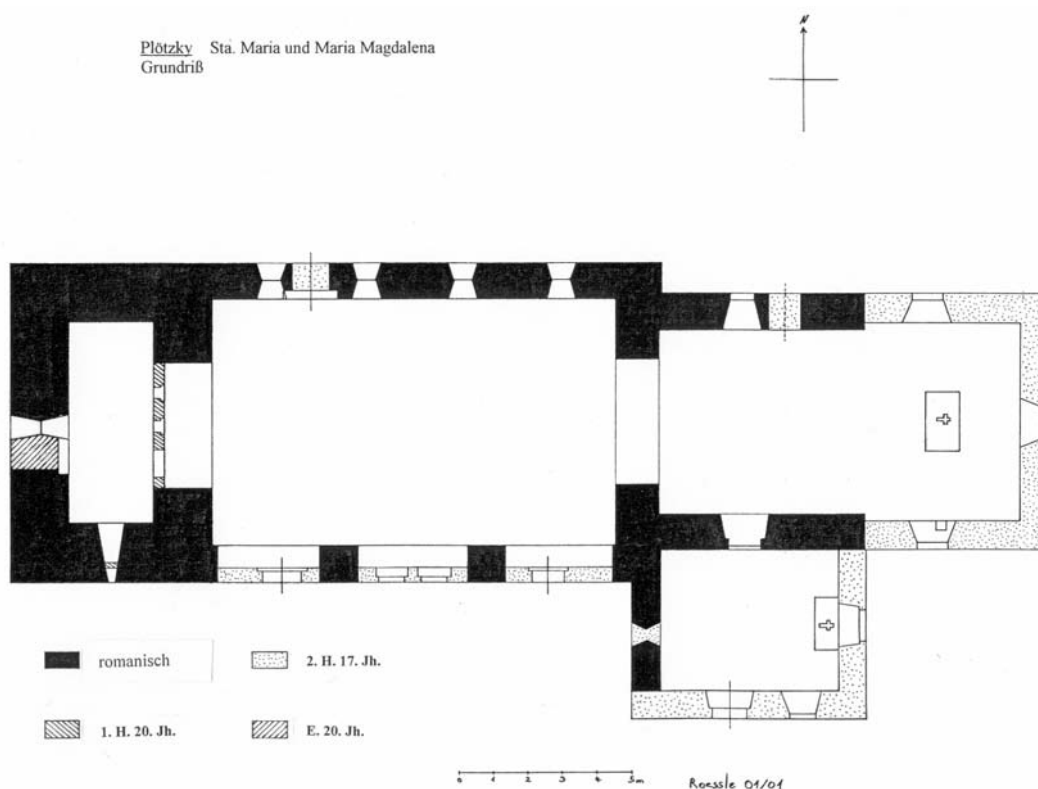 Plötzky Sta. Maria und Maria Magdalena
Grundriß
N
romanisch
2. H. 17. Jh.
1. H. 20. Jh.
E. 20. Jh.
0 1 2 3 4 5m
Roessle 01/01